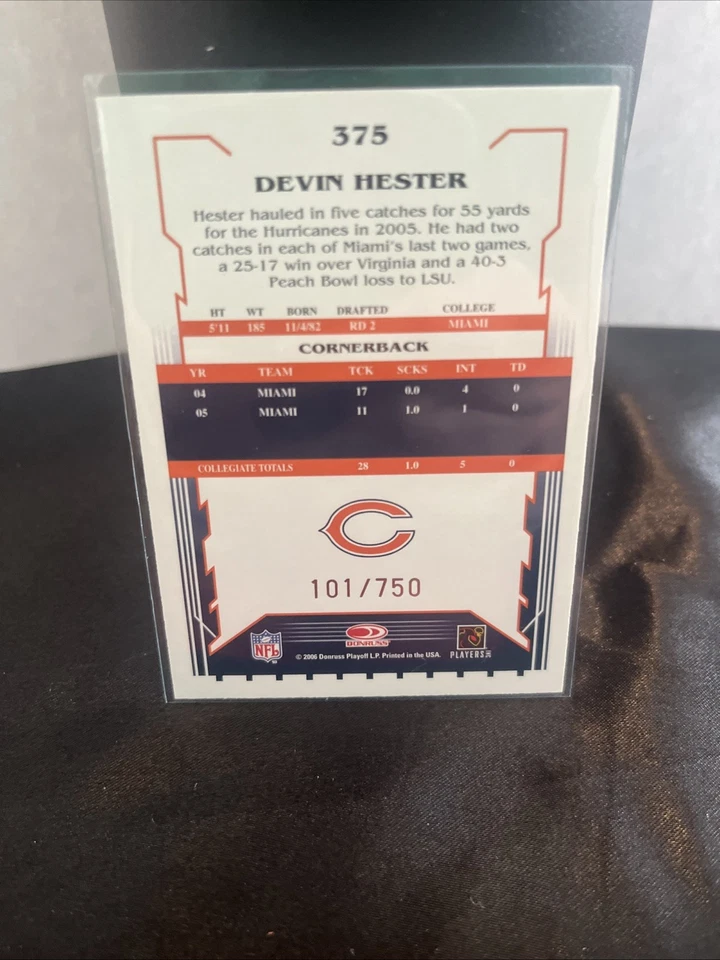 375
DEVIN HESTER
Hester hauled in five catches for 55 yards
for the Hurricanes in 2005. He had two
catches in each of Miami's last two games,
a 25-17 win over Virginia and a 40-3
Peach Bowl loss to LSU.
HT WT BORN DRAFTED COLLEGE
5'11 185 11/4/82 RD 2 MIAMI
CORNERBACK
YR TEAM TCK SCKS INT TD
04 MIAMI 17 0.0 4 0
05 MIAMI 11 1.0 1 0
COLLEGIATE TOTALS 28 1.0 5 0
C
101/750
NFL DONRUSS PLAYERS INC
© 2006 Donruss Playoff L.P. Printed in the USA.